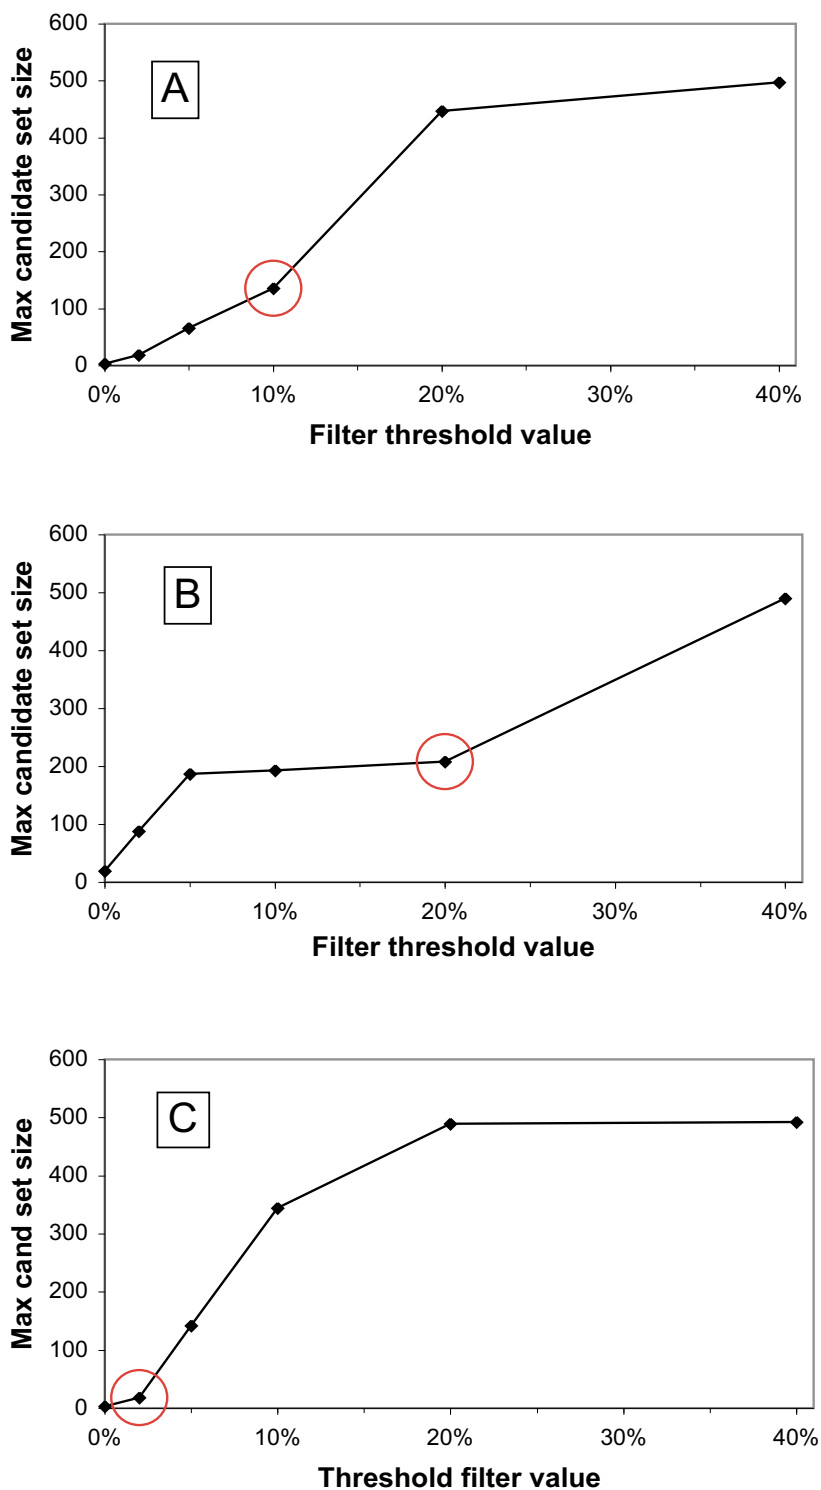 600
500
400
300
200
100
0
Max candidate set size
A
0% 10% 20% 30% 40%
Filter threshold value
600
500
400
300
200
100
0
Max candidate set size
B
0% 10% 20% 30% 40%
Filter threshold value
600
500
400
300
200
100
0
Max cand set size
C
0% 10% 20% 30% 40%
Threshold filter value